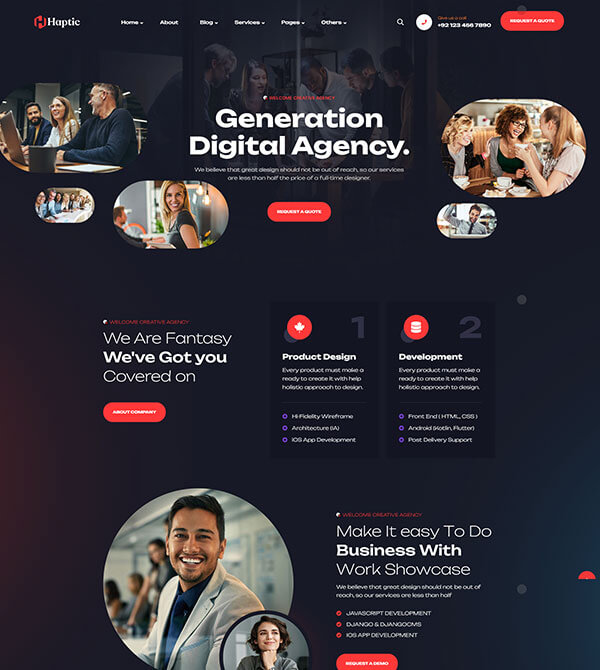 Haptic
Home
About
Blog
Services
Pages
Others
Give us a call
+92 123 456 7890
REQUEST A QUOTE
WELCOME CREATIVE AGENCY
Generation
Digital Agency.
We believe that great design should not be out of reach, so our services
are less than half the price of a full-time designer.
REQUEST A QUOTE
WELCOME CREATIVE AGENCY
We Are Fantasy
We've Got you
Covered on
ABOUT COMPANY
1
Product Design
Every product must make a
ready to create it with help
holistic approach to design.
Hi-Fidelity Wireframe
Architecture (IA)
iOS App Development
2
Development
Every product must make a
ready to create it with help
holistic approach to design.
Front End ( HTML, CSS )
Android (Kotlin, Flutter)
Post Delivery Support
WELCOME CREATIVE AGENCY
Make It easy To Do
Business With
Work Showcase
We believe that great design should not be out of
reach, so our services are less than half
JAVASCRIPT DEVELOPMENT
DJANGO & DJANGOCMS
IOS APP DEVELOPMENT
REQUEST A DEMO